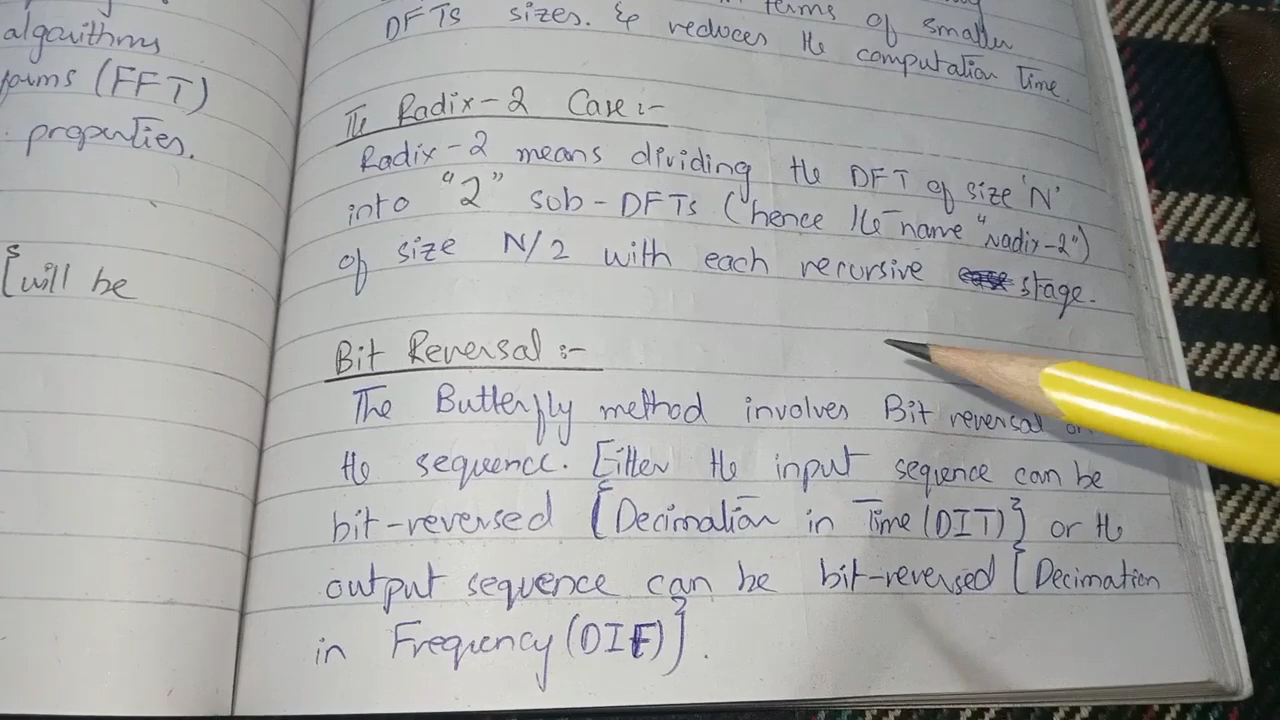 algorithms
forms (FFT)
properties.
{will be
terms of smaller
DFTs sizes. & reduces the computation Time.
The Radix-2 Case:-
Radix-2 means dividing the DFT of size 'N'
into "2" sub-DFTs (hence the name "radix-2")
of size N/2 with each recursive stage.
Bit Reversal :-
The Butterfly method involves Bit reversal on
the sequence. Either the input sequence can be
bit-reversed {Decimation in Time (DIT)} or the
output sequence can be bit-reversed {Decimation
in Frequency (DIF)}.